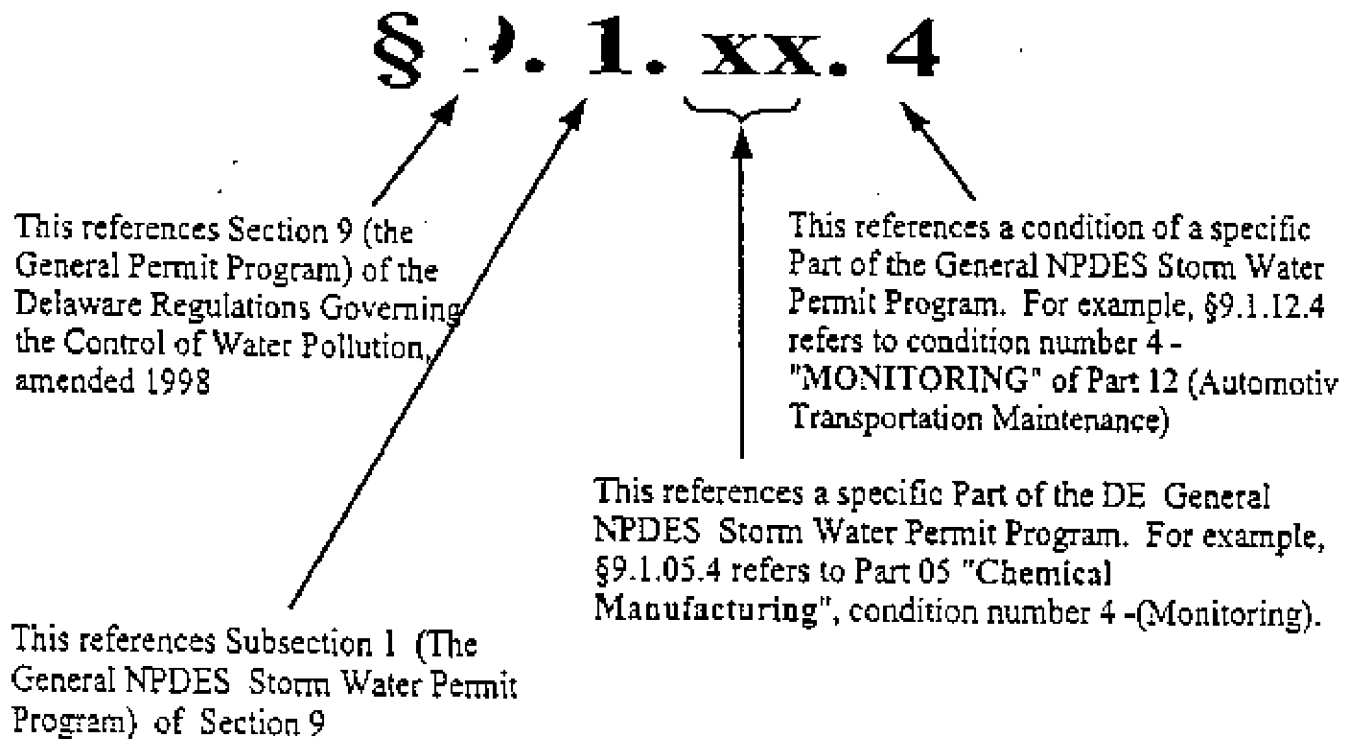 § 9. 1. xx. 4
This references Section 9 (the
General Permit Program) of the
Delaware Regulations Governing
the Control of Water Pollution,
amended 1998
This references a condition of a specific
Part of the General NPDES Storm Water
Permit Program. For example, §9.1.12.4
refers to condition number 4 -
"MONITORING" of Part 12 (Automotiv
Transportation Maintenance)
This references a specific Part of the DE General
NPDES Storm Water Permit Program. For example,
§9.1.05.4 refers to Part 05 "Chemical
Manufacturing", condition number 4 -(Monitoring).
This references Subsection 1 (The
General NPDES Storm Water Permit
Program) of Section 9